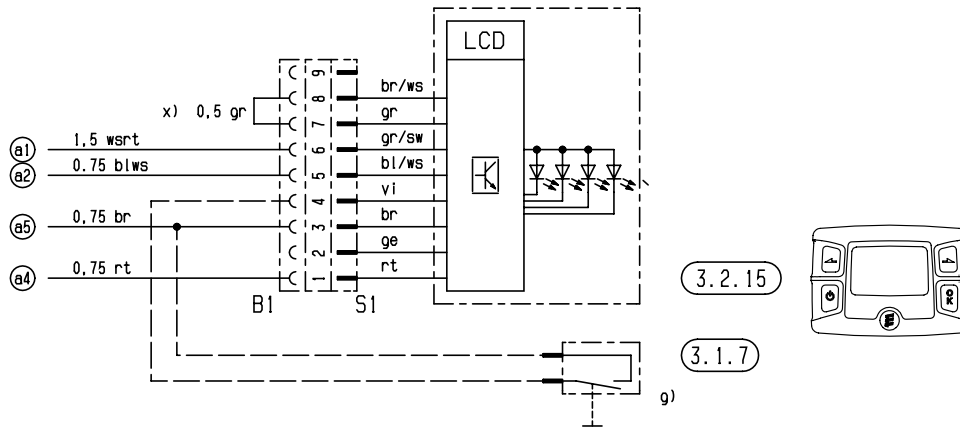 LCD
9
br/ws
8
x) 0,5 gr
gr
7
a1 1,5 wsrt
gr/sw
6
a2 0.75 blws
bl/ws
5
vi
4
a5 0,75 br
br
3
ge
2
a4 0,75 rt
rt
1
B1 S1
3.2.15
OK
3.1.7
g)